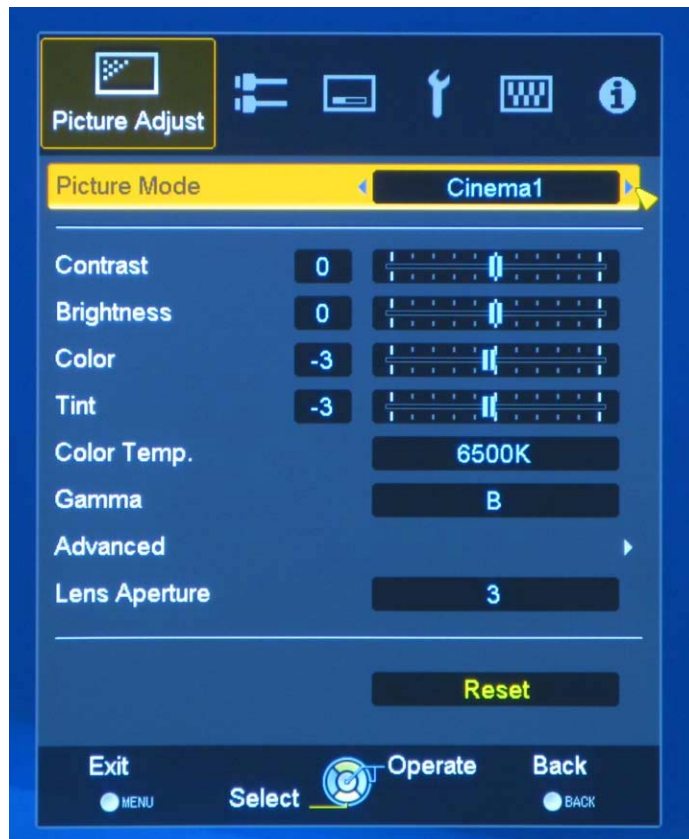 Picture Adjust
Picture Mode Cinema1
Contrast 0
Brightness 0
Color -3
Tint -3
Color Temp. 6500K
Gamma B
Advanced
Lens Aperture 3
Reset
Exit Operate Back
MENU Select BACK